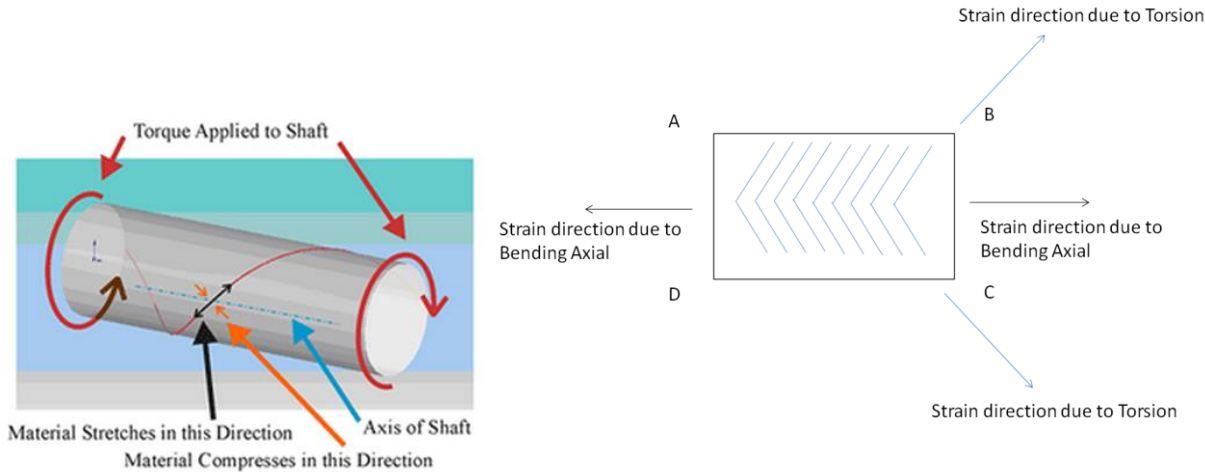 Torque Applied to Shaft
Material Stretches in this Direction
Axis of Shaft
Material Compresses in this Direction
Strain direction due to Torsion
A
B
Strain direction due to
Bending Axial
Strain direction due to
Bending Axial
D
C
Strain direction due to Torsion